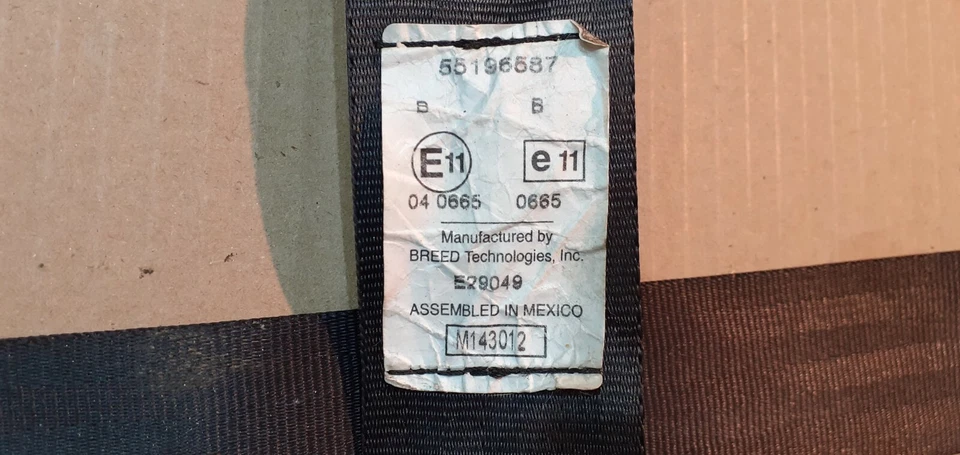 55196587
B B
E11 e11
04 0665 0665
Manufactured by
BREED Technologies, Inc.
E29049
ASSEMBLED IN MEXICO
M143012